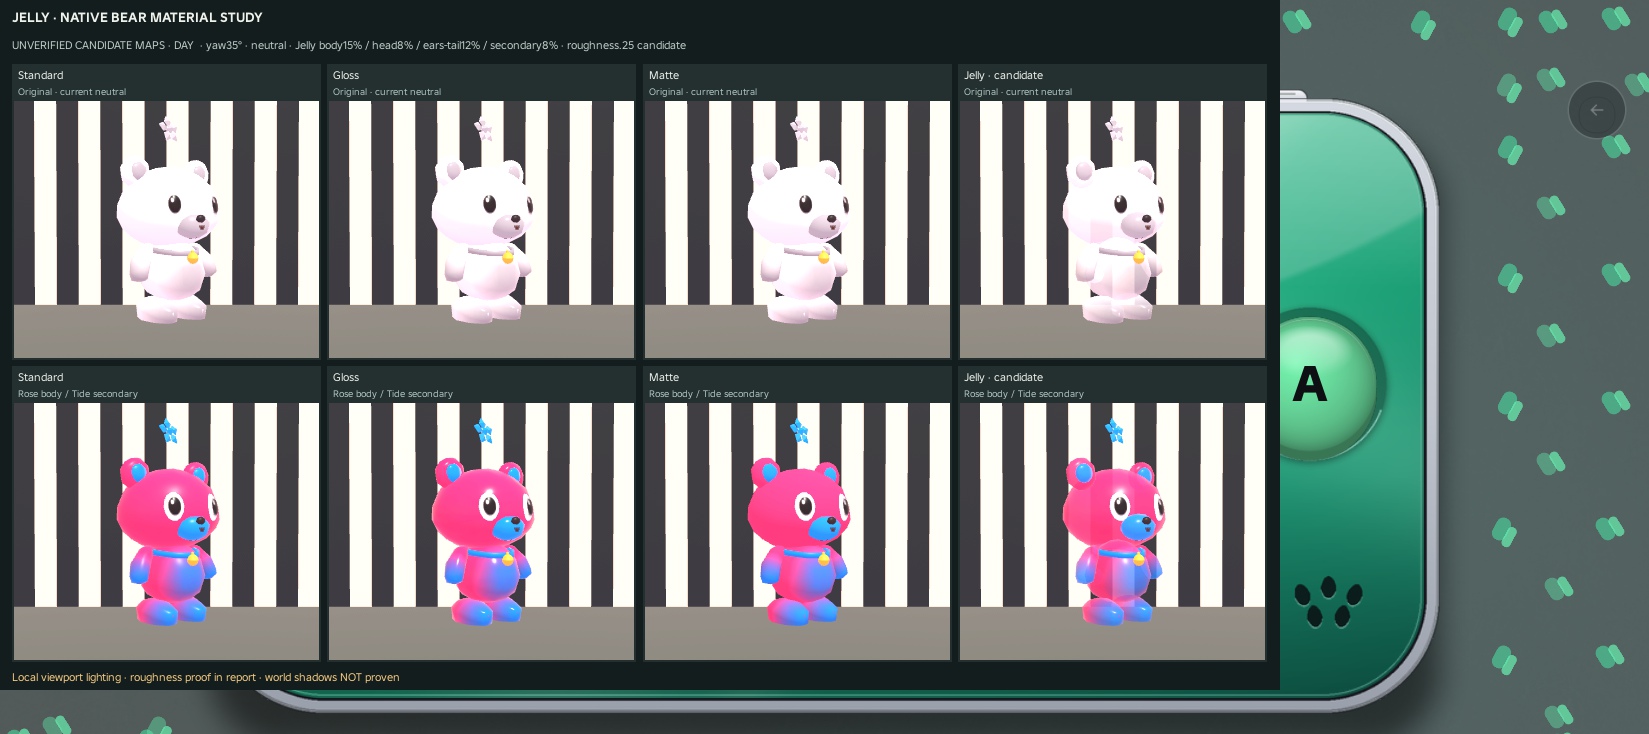 JELLY · NATIVE BEAR MATERIAL STUDY
UNVERIFIED CANDIDATE MAPS · DAY · yaw35° · neutral · Jelly body15% / head8% / ears-tail12% / secondary8% · roughness.25 candidate
Standard
Original · current neutral
Gloss
Original · current neutral
Matte
Original · current neutral
Jelly · candidate
Original · current neutral
Standard
Rose body / Tide secondary
Gloss
Rose body / Tide secondary
Matte
Rose body / Tide secondary
Jelly · candidate
Rose body / Tide secondary
A
Local viewport lighting · roughness proof in report · world shadows NOT proven